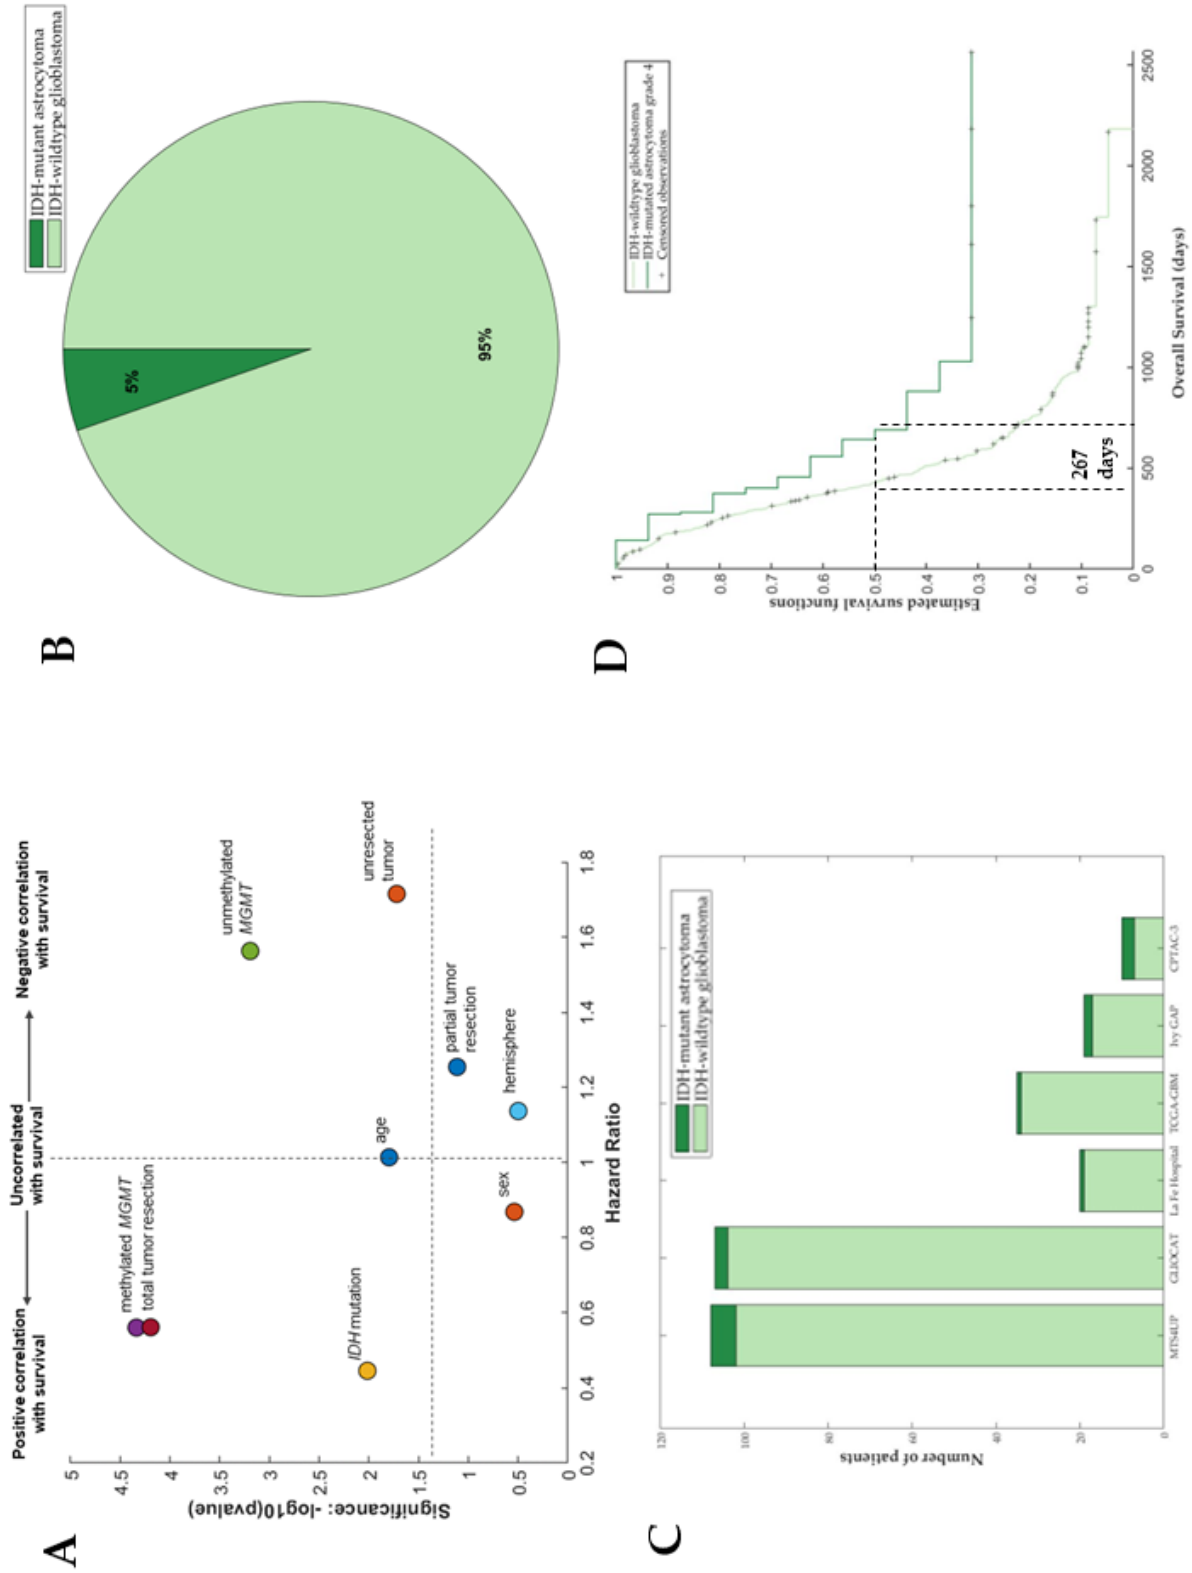 A
Positive correlation
with survival
Uncorrelated
with survival
Negative correlation
with survival
Significance: -log10(pvalue)
5
4.5
4
3.5
3
2.5
2
1.5
1
0.5
0
methylated MGMT
total tumor resection
unmethylated
MGMT
IDH mutation
age
unresected
tumor
partial tumor
resection
sex
hemisphere
0.2
0.4
0.6
0.8
1
1.2
1.4
1.6
1.8
Hazard Ratio
B
IDH-mutant astrocytoma
IDH-wildtype glioblastoma
5%
95%
C
Number of patients
120
100
80
60
40
20
0
IDH-mutant astrocytoma
IDH-wildtype glioblastoma
MTS4UP
GLIOCAT
La Fe Hospital
TCGA-GBM
Ivy GAP
CPTAC-3
D
Estimated survival functions
1
0.9
0.8
0.7
0.6
0.5
0.4
0.3
0.2
0.1
0
IDH-wildtype glioblastoma
IDH-mutated astrocytoma grade 4
Censored observations
267
days
0
500
1000
1500
2000
2500
Overall Survival (days)